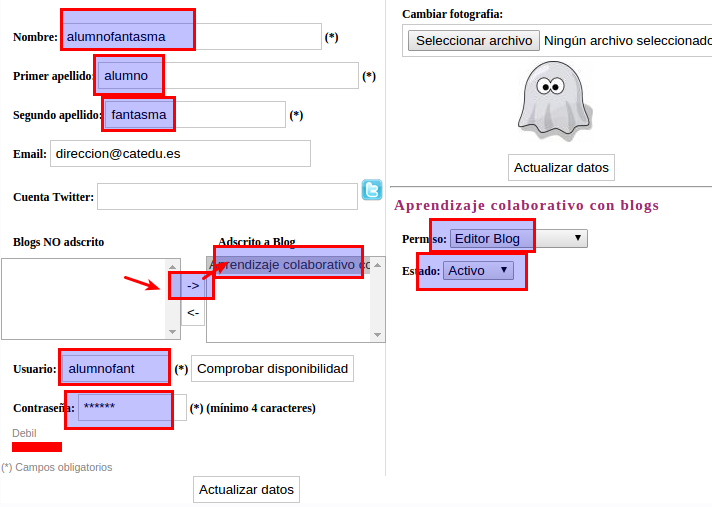 Nombre: alumnofantasma (*)
Primer apellido: alumno (*)
Segundo apellido: fantasma (*)
Email: direccion@catedu.es
Cuenta Twitter:
Blogs NO adscrito
Adscrito a Blog
Aprendizaje colaborativo co
->
<-
Usuario: alumnofant (*) Comprobar disponibilidad
Contraseña: ****** (*) (mínimo 4 caracteres)
Debil
(*) Campos obligatorios
Actualizar datos
Cambiar fotografia:
Seleccionar archivo Ningún archivo seleccionado
Actualizar datos
Aprendizaje colaborativo con blogs
Permiso: Editor Blog
Estado: Activo